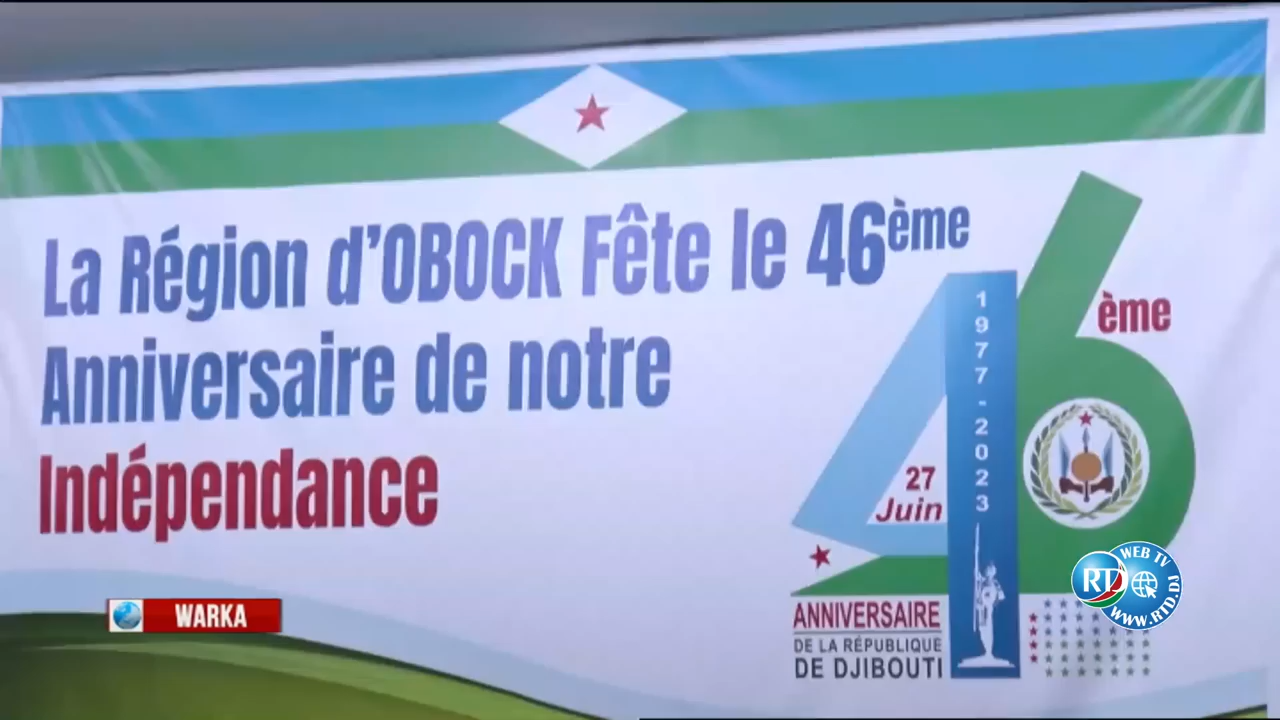 La Région d'OBOCK Fête le 46ème
Anniversaire de notre
Indépendance
ème
1977-2023
27
Juin
46
ANNIVERSAIRE
DE LA RÉPUBLIQUE
DE DJIBOUTI
WARKA
RTD
WEB TV
WWW.RTD.DJ